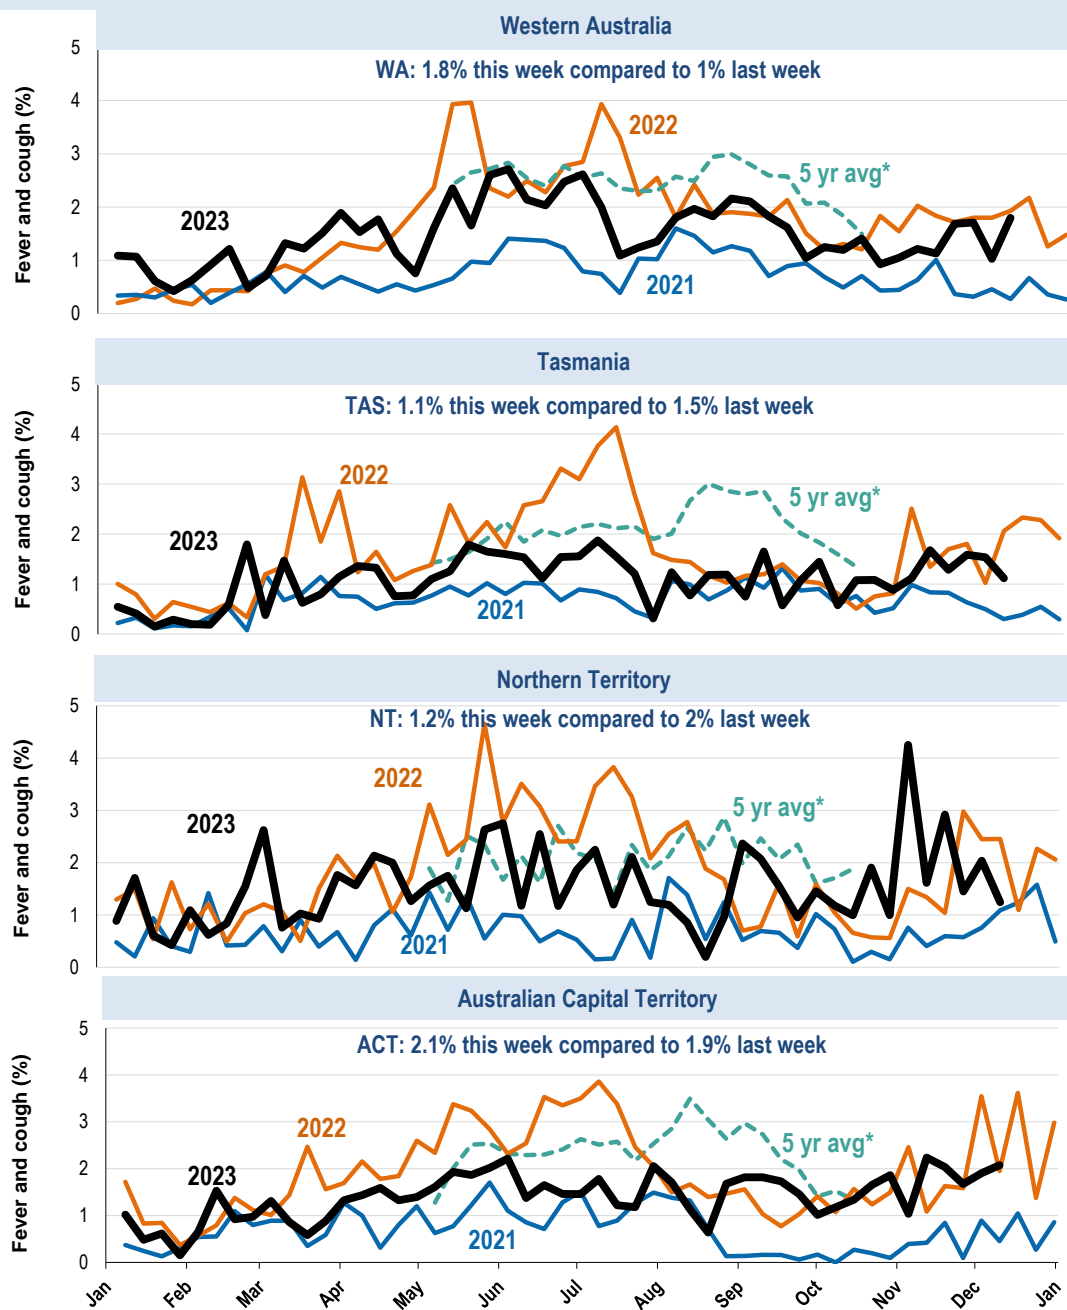 Western Australia
WA: 1.8% this week compared to 1% last week
Fever and cough (%)
5
4
3
2
1
0
2022
5 yr avg*
2023
2021
Tasmania
TAS: 1.1% this week compared to 1.5% last week
Fever and cough (%)
5
4
3
2
1
0
2022
5 yr avg*
2023
2021
Northern Territory
NT: 1.2% this week compared to 2% last week
Fever and cough (%)
5
4
3
2
1
0
2022
5 yr avg*
2023
2021
Australian Capital Territory
ACT: 2.1% this week compared to 1.9% last week
Fever and cough (%)
5
4
3
2
1
0
2022
5 yr avg*
2023
2021
Jan Feb Mar Apr May Jun Jul Aug Sep Oct Nov Dec Jan